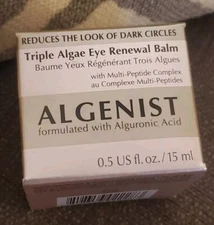 REDUCES THE LOOK OF DARK CIRCLES
Triple Algae Eye Renewal Balm
Baume Yeux Régénérant Trois Algues
with Multi-Peptide Complex
au Complexe Multi-Peptides
ALGENIST
formulated with Alguronic Acid
0.5 US fl. oz. / 15 ml